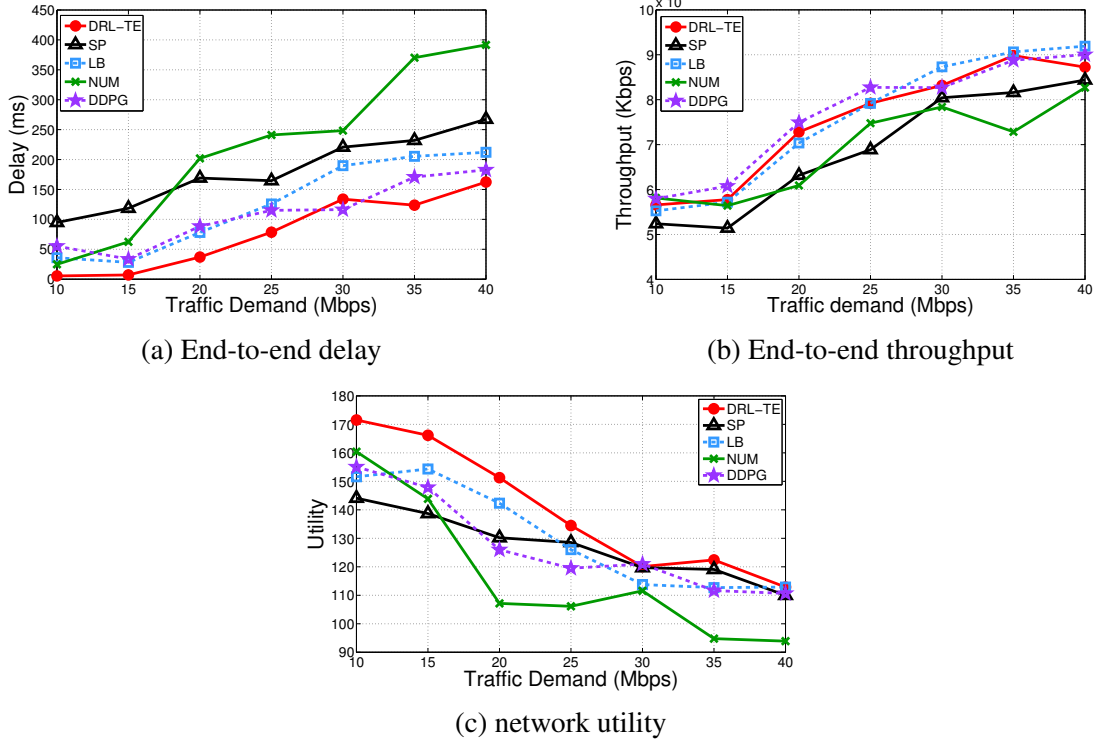 450
400
350
300
250
200
150
100
50
0
10 15 20 25 30 35 40
Delay (ms)
Traffic Demand (Mbps)
DRL-TE
SP
LB
NUM
DDPG
(a) End-to-end delay
10
9
8
7
6
5
4
10 15 20 25 30 35 40
Throughput (Kbps)
Traffic demand (Mbps)
DRL-TE
SP
LB
NUM
DDPG
(b) End-to-end throughput
180
170
160
150
140
130
120
110
100
90
10 15 20 25 30 35 40
Utility
Traffic Demand (Mbps)
DRL-TE
SP
LB
NUM
DDPG
(c) network utility